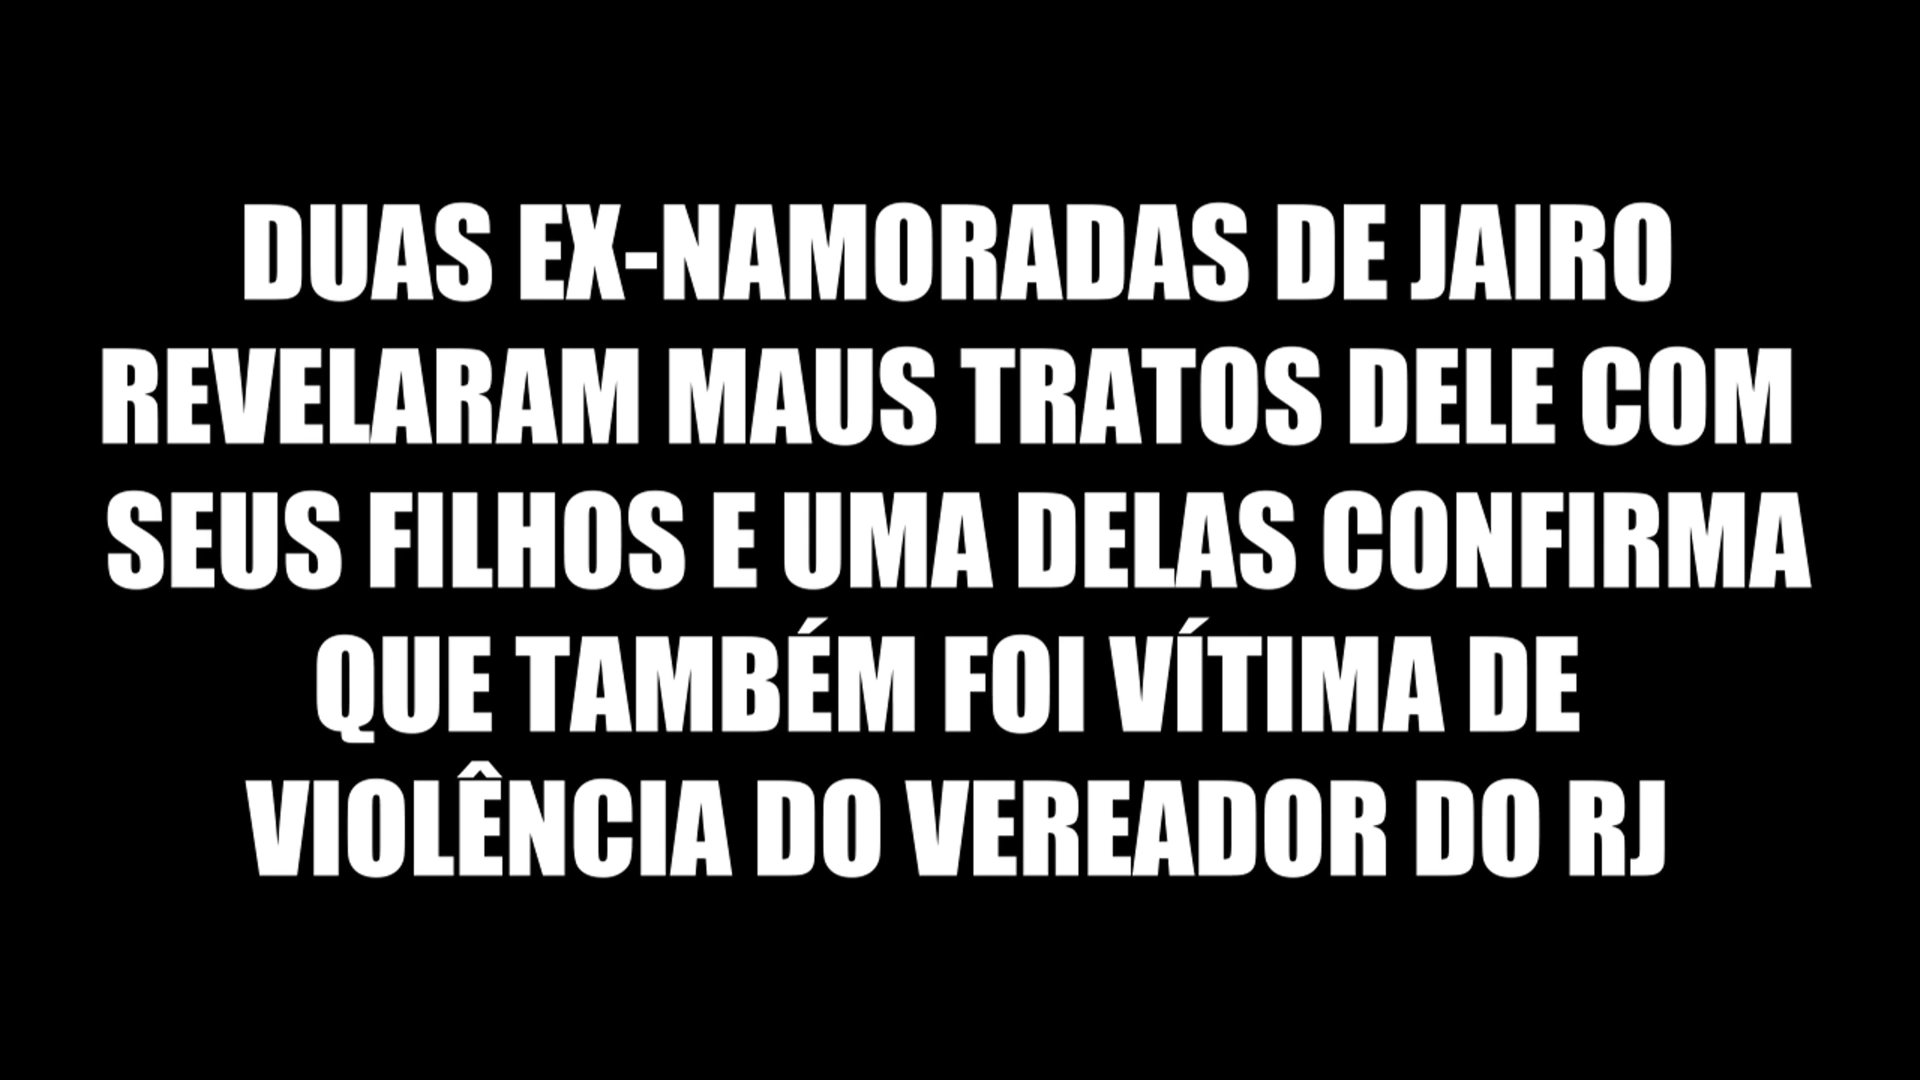 DUAS EX-NAMORADAS DE JAIRO
REVELARAM MAUS TRATOS DELE COM
SEUS FILHOS E UMA DELAS CONFIRMA
QUE TAMBÉM FOI VÍTIMA DE
VIOLÊNCIA DO VEREADOR DO RJ